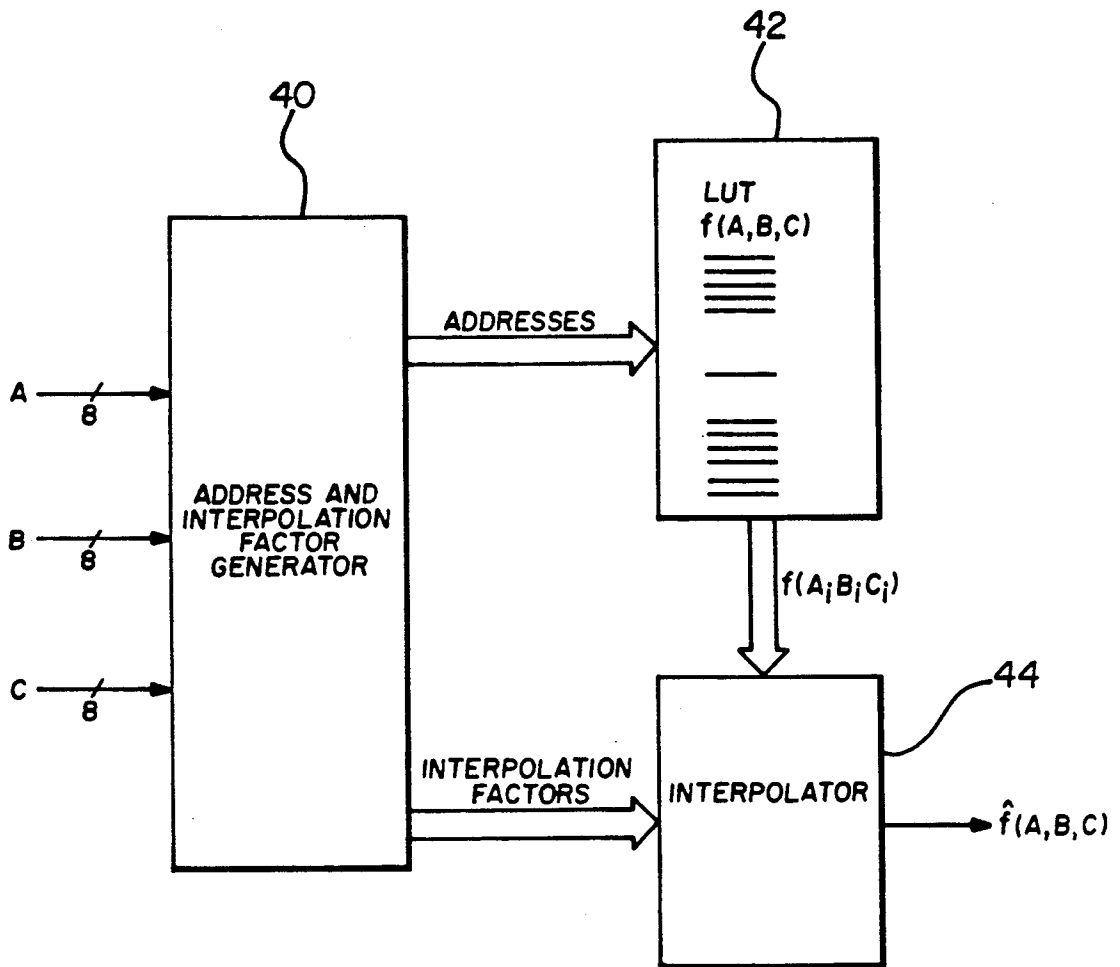 42
40
LUT
f(A,B,C)
ADDRESSES
A
8
ADDRESS AND
INTERPOLATION
FACTOR
GENERATOR
B
8
f(AᵢBᵢCᵢ)
C
8
44
INTERPOLATION
FACTORS
INTERPOLATOR
f̂(A,B,C)